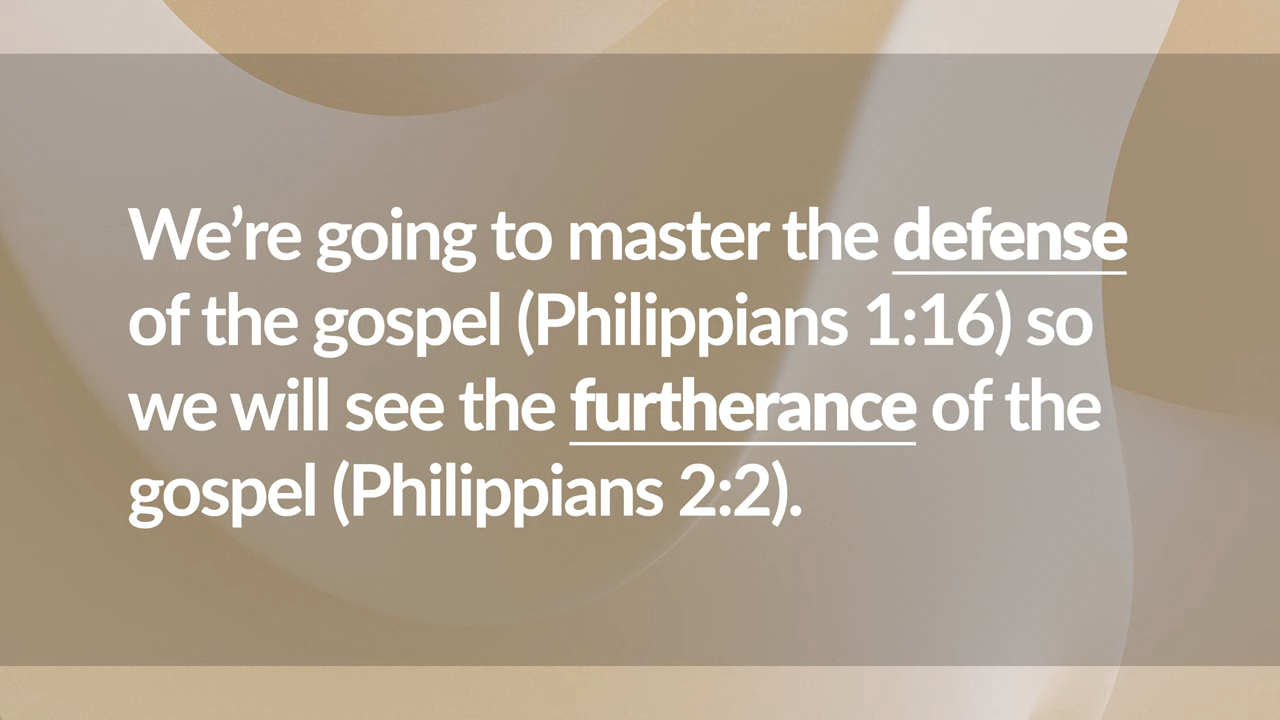 We’re going to master the defense
of the gospel (Philippians 1:16) so
we will see the furtherance of the
gospel (Philippians 2:2).